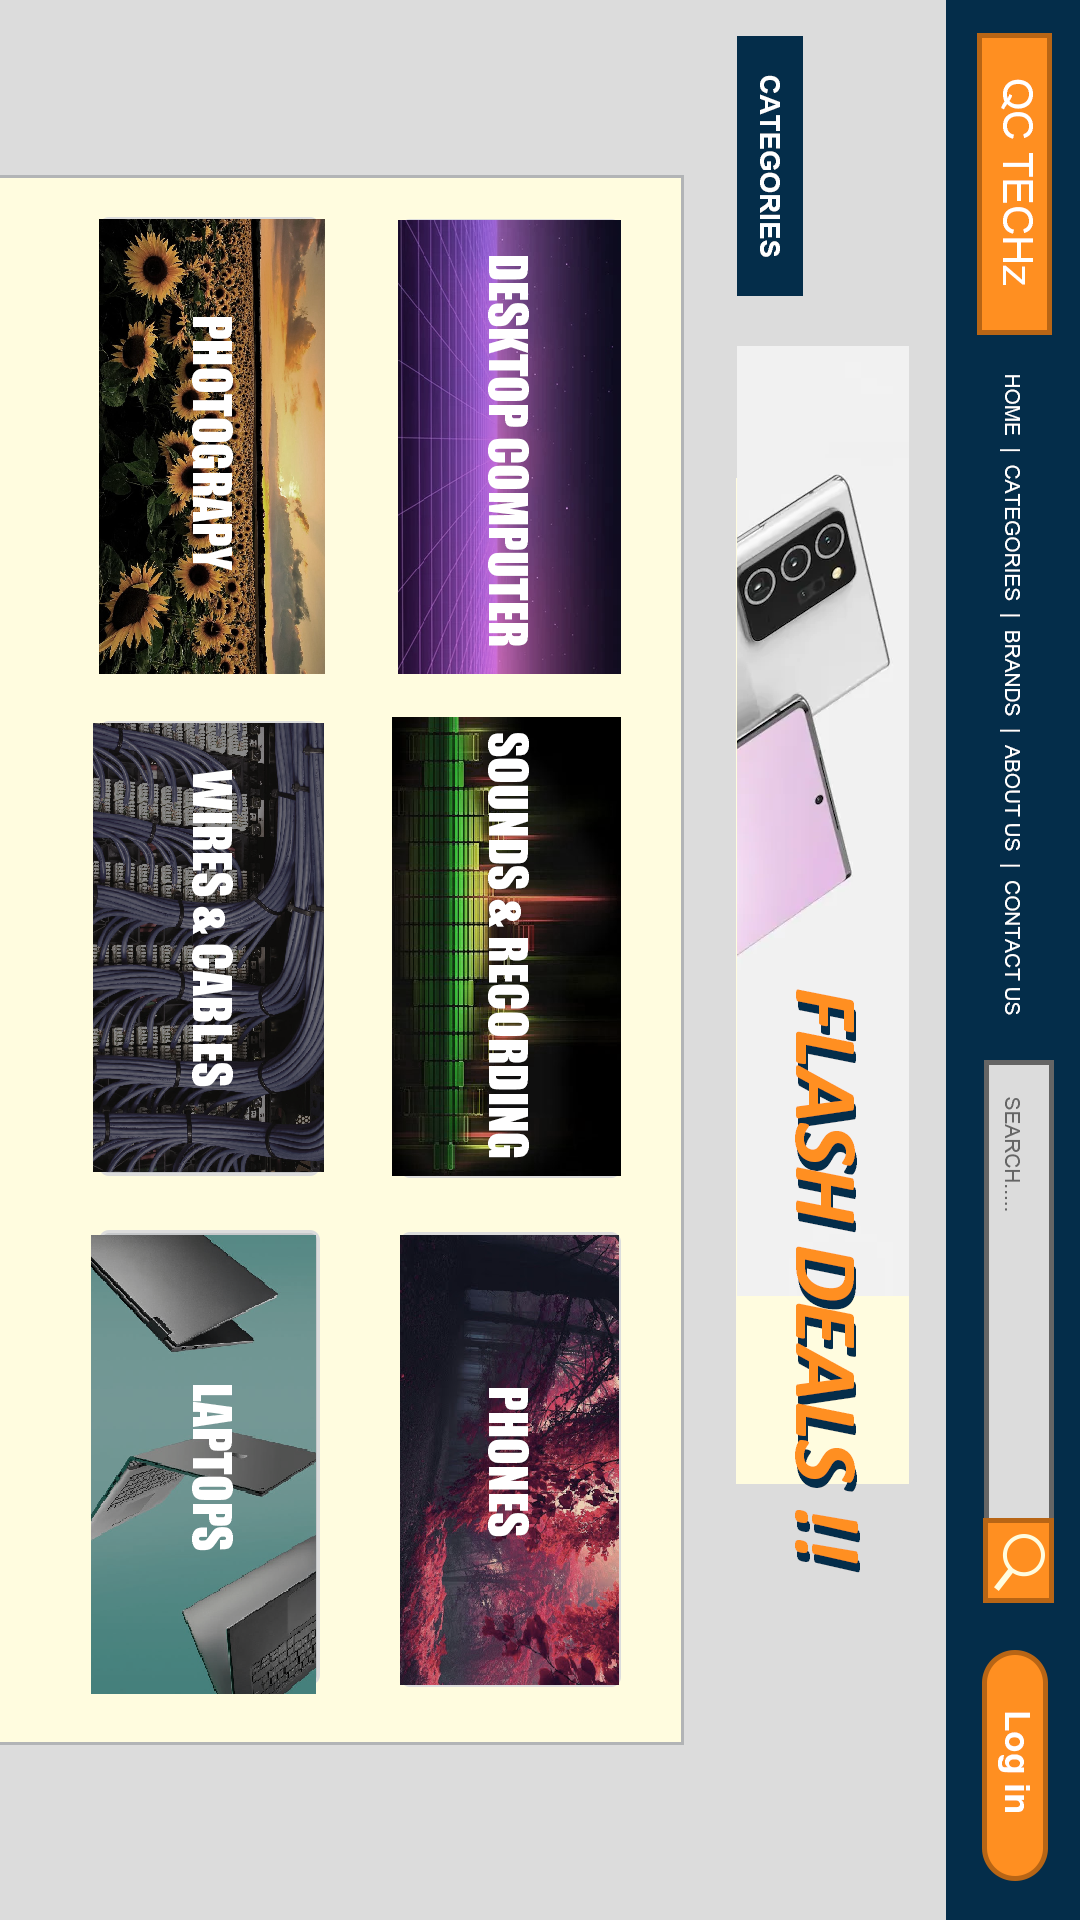 QC TECHz
HOME | CATEGORIES | BRANDS | ABOUT US | CONTACT US
SEARCH.....
Log in
CATEGORIES
FLASH DEALS !!!
DESKTOP COMPUTER
SOUNDS & RECORDING
PHONES
PHOTOGRAPY
WIRES & CABLES
LAPTOPS